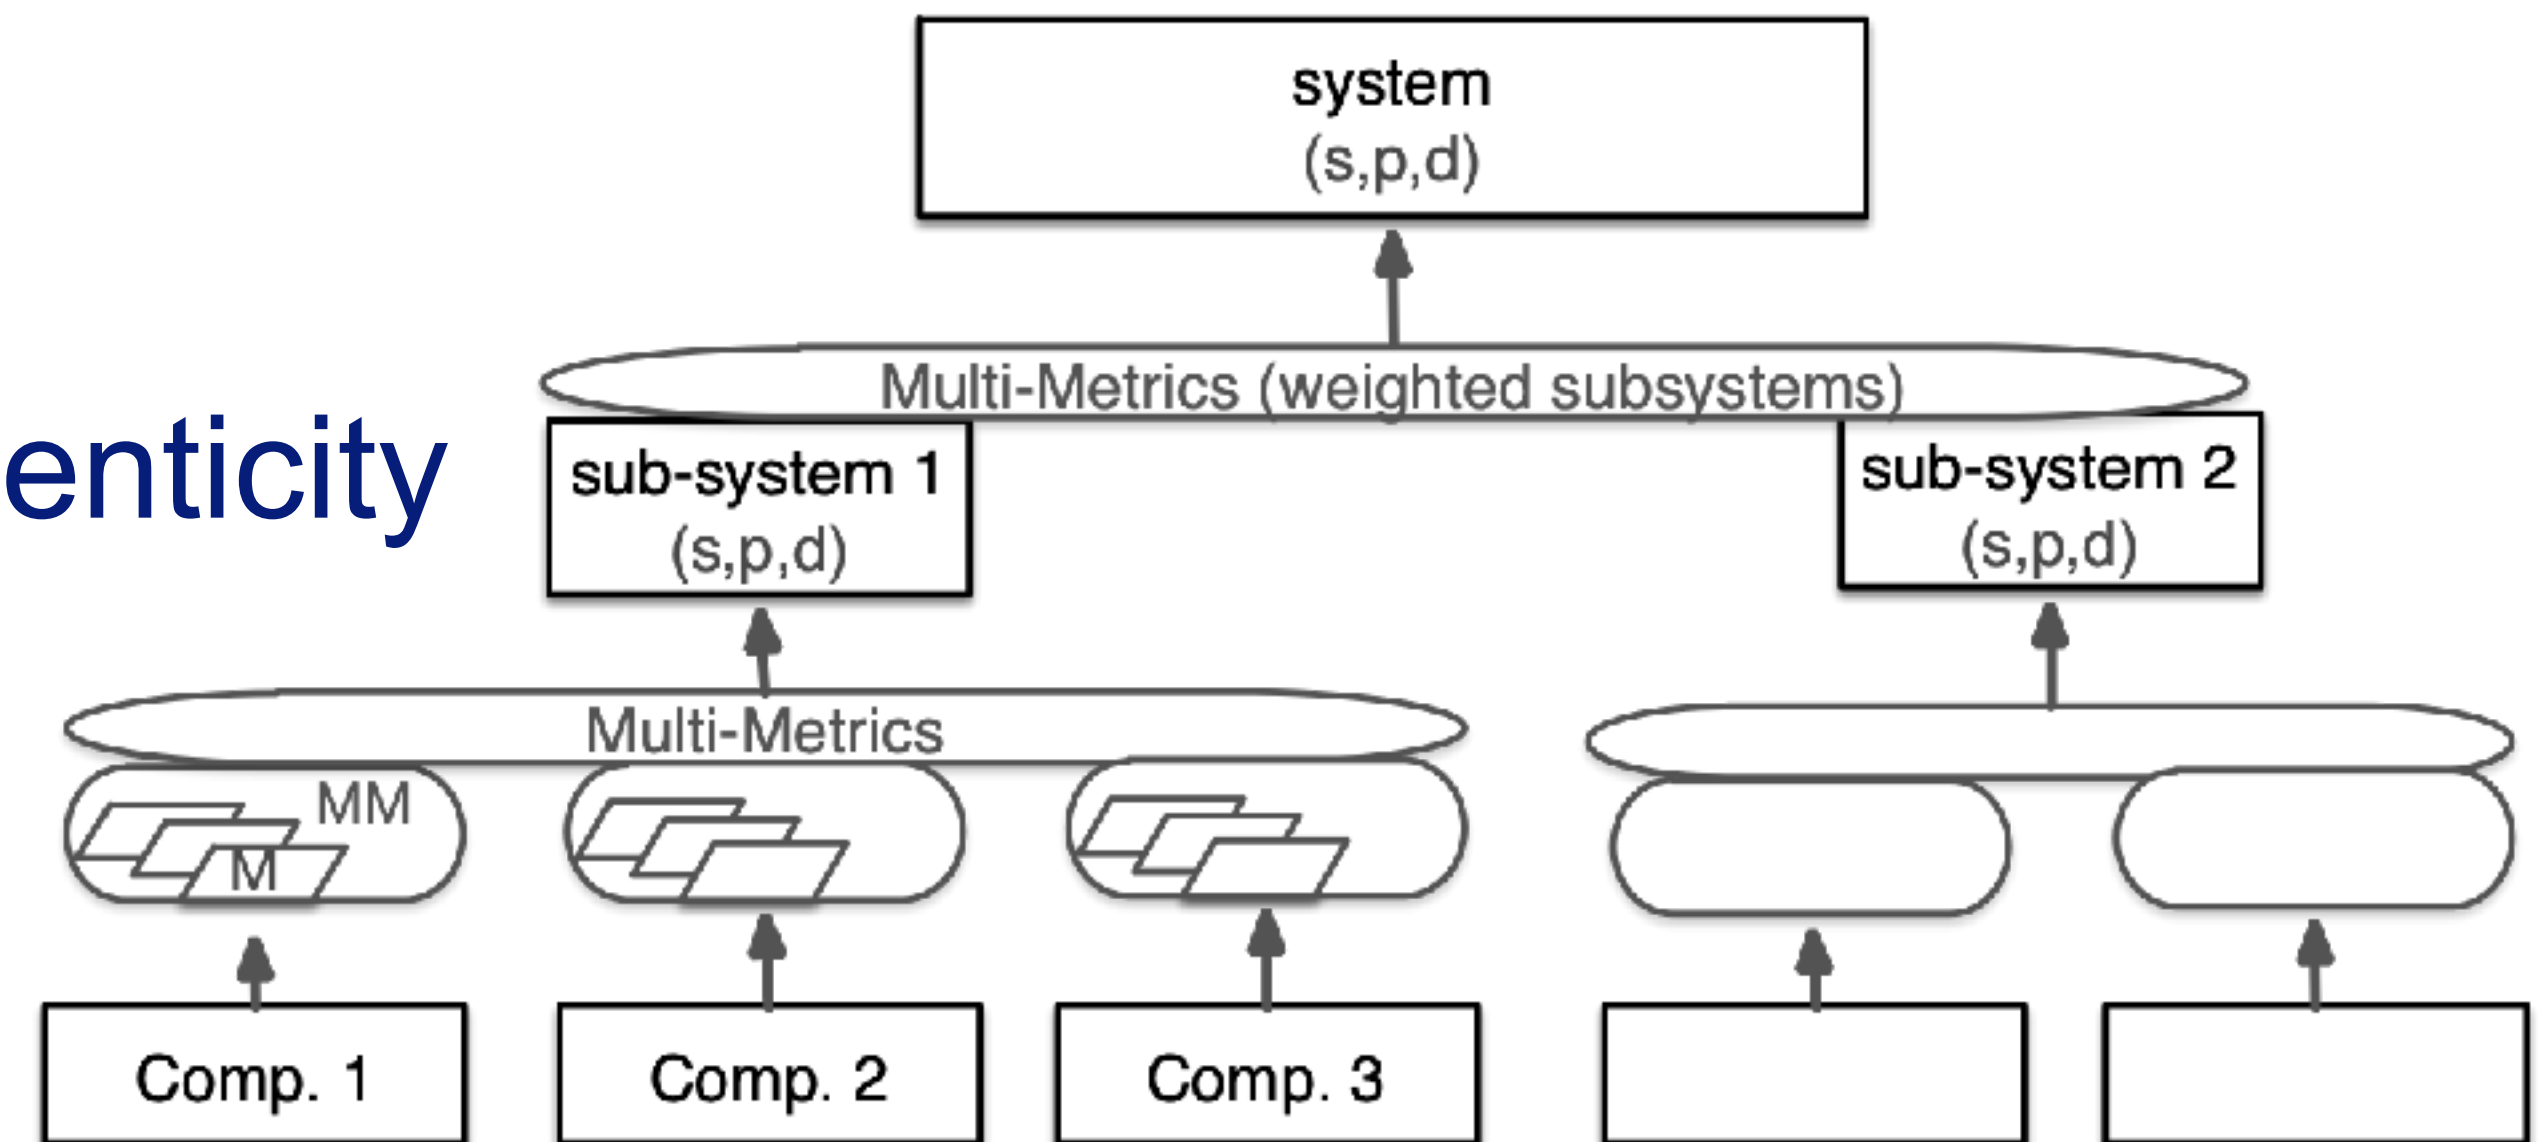 system
(s,p,d)
Multi-Metrics (weighted subsystems)
enticity
sub-system 1
(s,p,d)
sub-system 2
(s,p,d)
Multi-Metrics
MM
M
Comp. 1
Comp. 2
Comp. 3